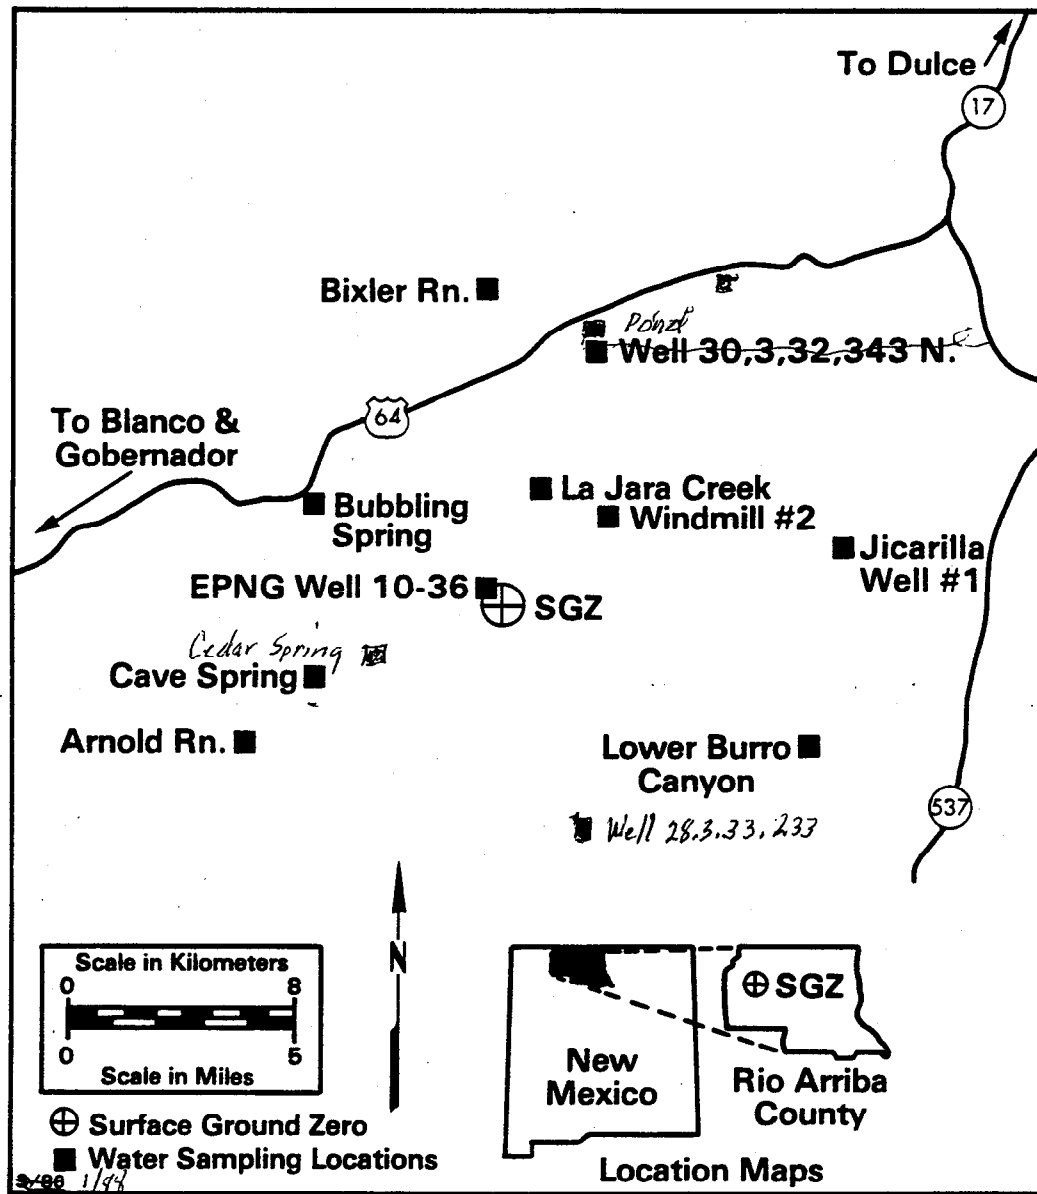 To Dulce
17
Bixler Rn.
Pond
Well 30,3,32,343 N.
64
To Blanco &
Gobernador
La Jara Creek
Bubbling
Spring
Windmill #2
Jicarilla
Well #1
EPNG Well 10-36
SGZ
Cedar Spring
Cave Spring
Arnold Rn.
Lower Burro
Canyon
537
Well 28.3.33.233
N
Scale in Kilometers
0 8
0 5
Scale in Miles
SGZ
New
Mexico
Rio Arriba
County
Surface Ground Zero
Water Sampling Locations
Location Maps